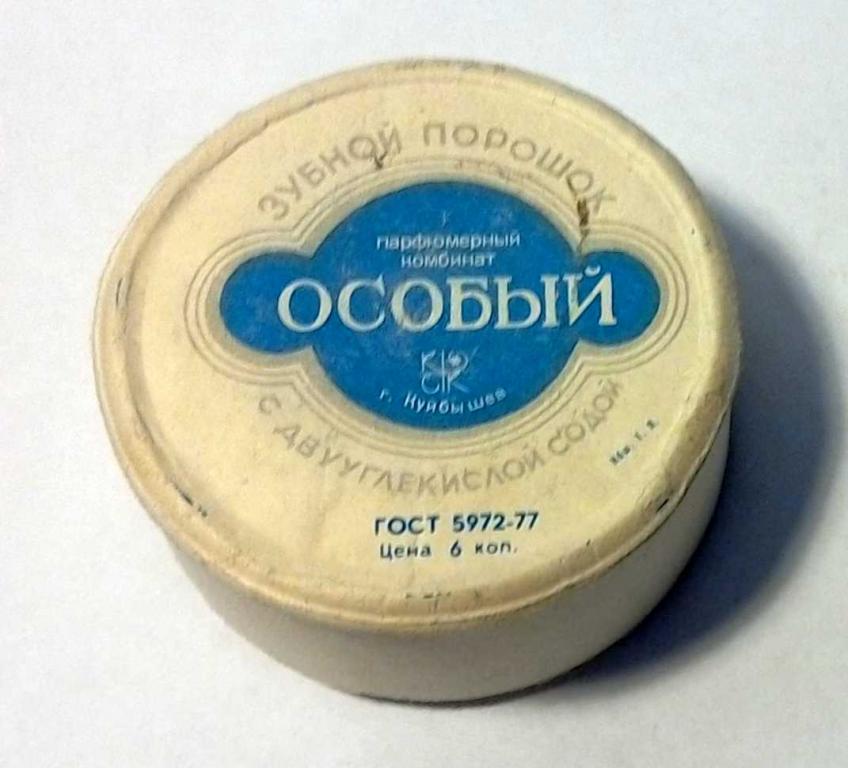 ЗУБНОЙ ПОРОШОК
парфюмерный
комбинат
ОСОБЫЙ
г. Куйбышев
С ДВУУГЛЕКИСЛОЙ СОДОЙ
ГОСТ 5972-77
Цена 6 коп.